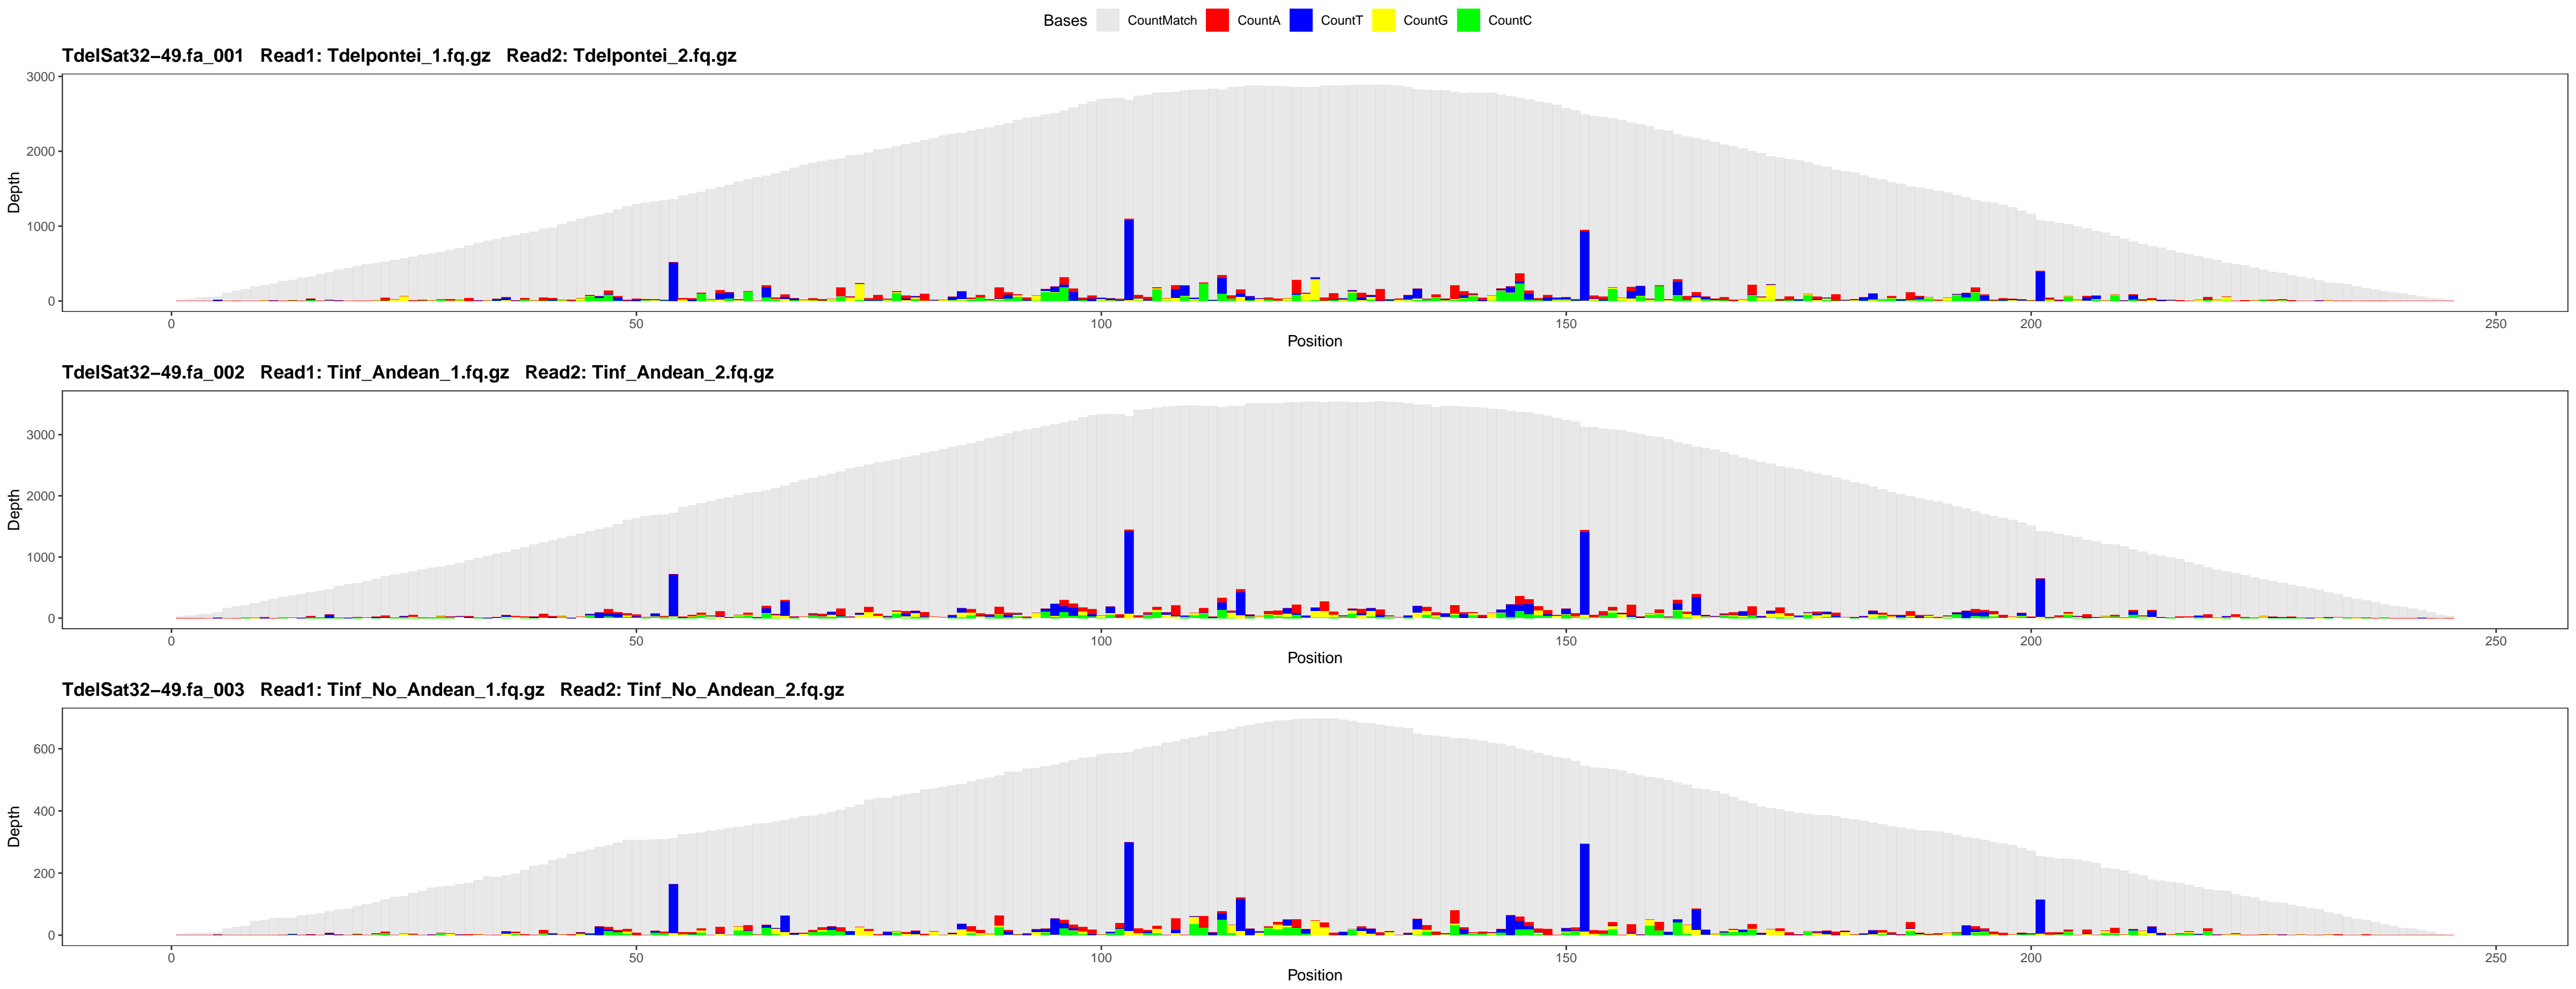 Bases CountMatch CountA CountT CountG CountC
TdelSat32−49.fa_001 Read1: Tdelpontei_1.fq.gz Read2: Tdelpontei_2.fq.gz
3000
2000
1000
0
Depth
0 50 100 150 200 250
Position
TdelSat32−49.fa_002 Read1: Tinf_Andean_1.fq.gz Read2: Tinf_Andean_2.fq.gz
3000
2000
1000
0
Depth
0 50 100 150 200 250
Position
TdelSat32−49.fa_003 Read1: Tinf_No_Andean_1.fq.gz Read2: Tinf_No_Andean_2.fq.gz
600
400
200
0
Depth
0 50 100 150 200 250
Position